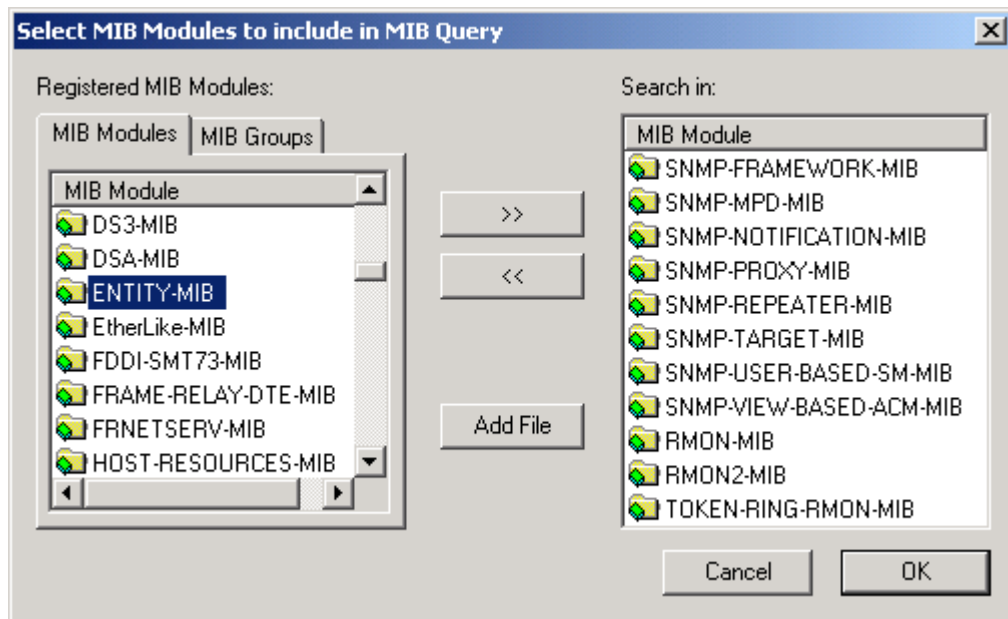 Select MIB Modules to include in MIB Query
Registered MIB Modules:
MIB Modules
MIB Groups
MIB Module
DS3-MIB
DSA-MIB
ENTITY-MIB
EtherLike-MIB
FDDI-SMT73-MIB
FRAME-RELAY-DTE-MIB
FRNETSERV-MIB
HOST-RESOURCES-MIB
>>
<<
Add File
Search in:
MIB Module
SNMP-FRAMEWORK-MIB
SNMP-MPD-MIB
SNMP-NOTIFICATION-MIB
SNMP-PROXY-MIB
SNMP-REPEATER-MIB
SNMP-TARGET-MIB
SNMP-USER-BASED-SM-MIB
SNMP-VIEW-BASED-ACM-MIB
RMON-MIB
RMON2-MIB
TOKEN-RING-RMON-MIB
Cancel
OK